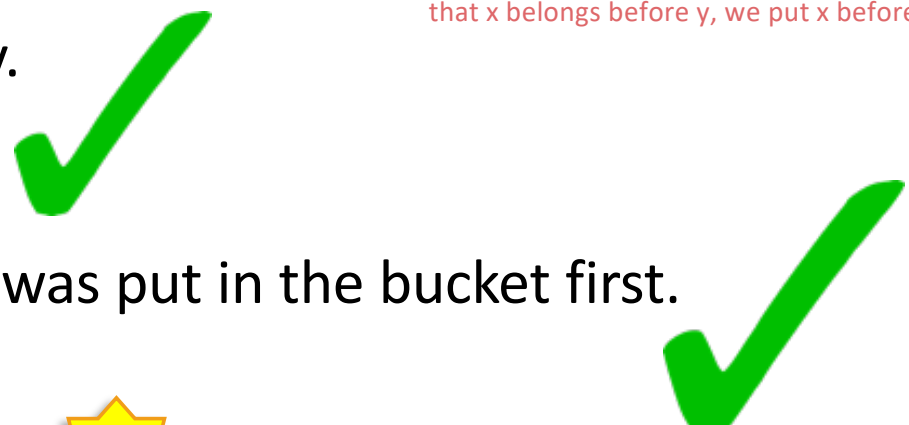 that x belongs before y, we put x before
y.
was put in the bucket first.